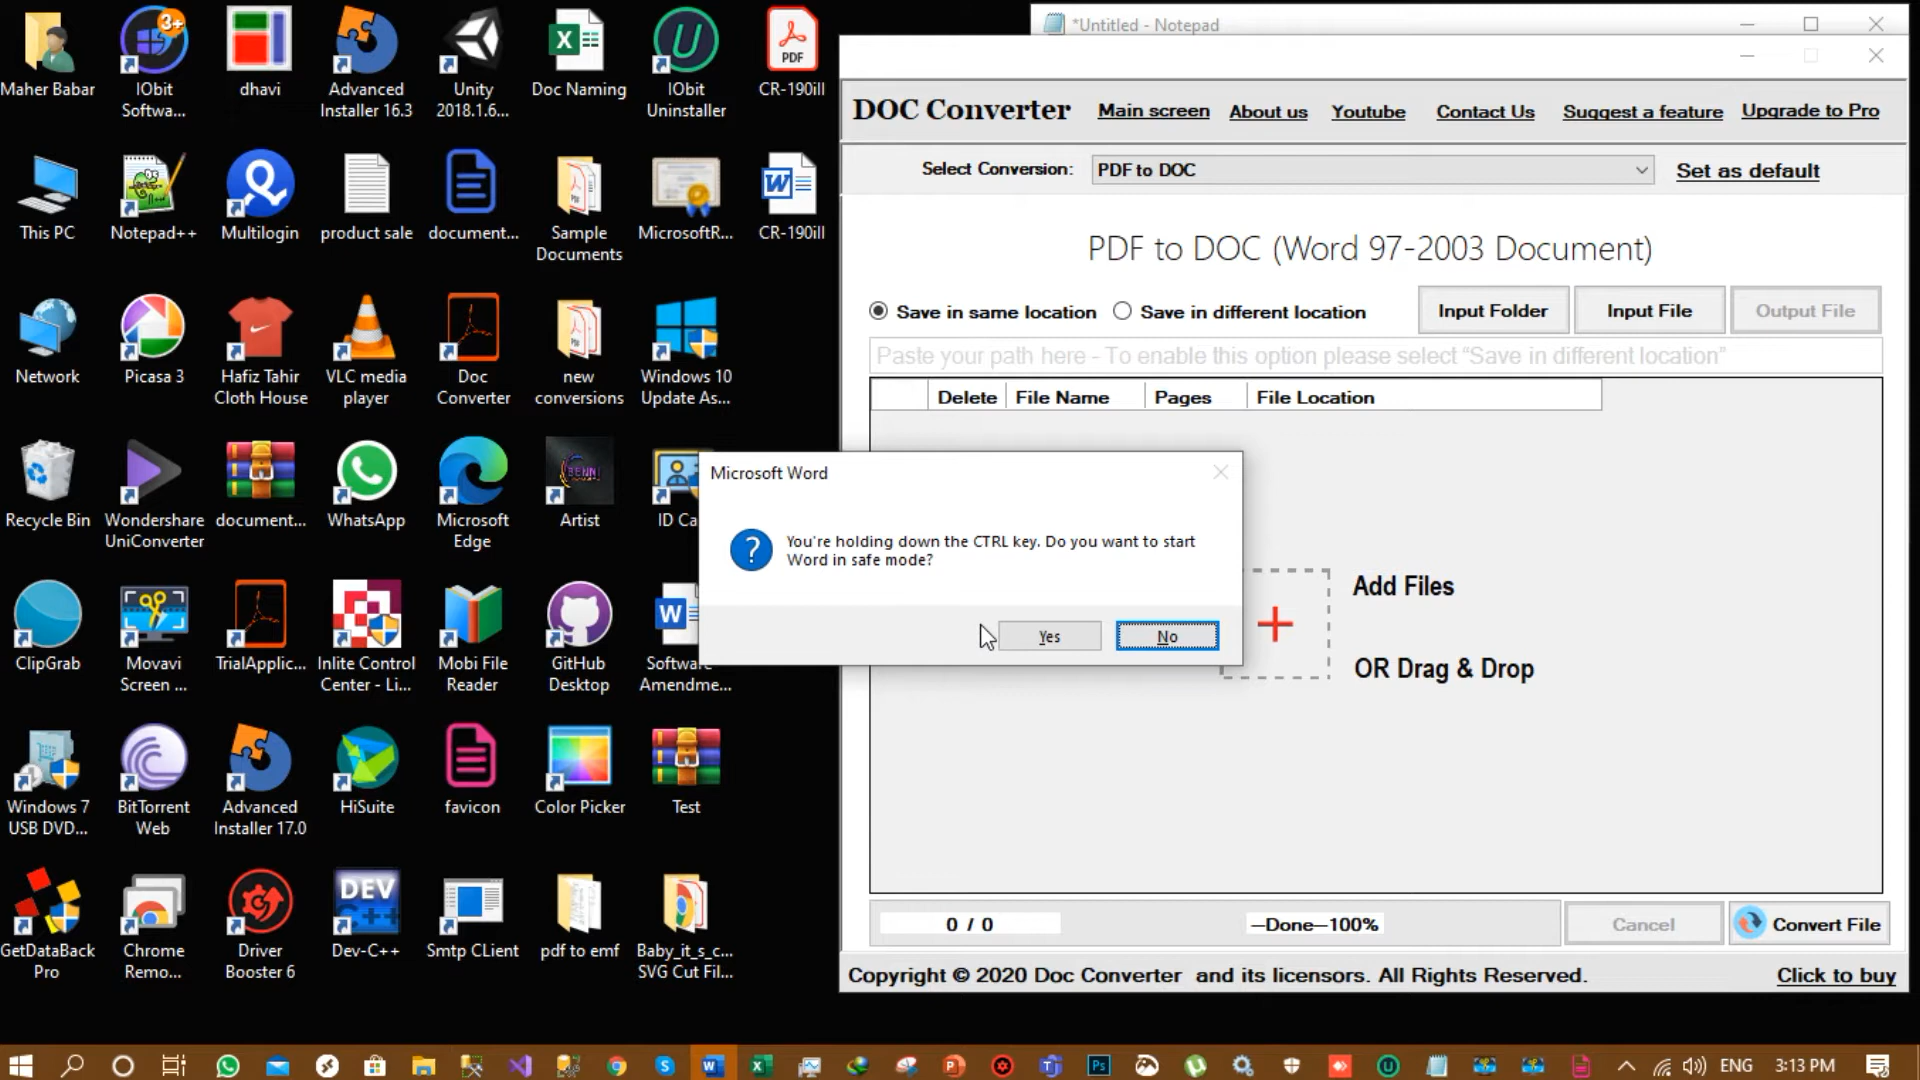 Maher Babar
3+
IObit
Softwa...
dhavi
Advanced
Installer 16.3
Unity
2018.1.6...
Doc Naming
IObit
Uninstaller
PDF
CR-190ill
This PC
Notepad++
Multilogin
product sale
document...
Sample
Documents
MicrosoftR...
CR-190ill
Network
Picasa 3
Hafiz Tahir
Cloth House
VLC media
player
Doc
Converter
new
conversions
Windows 10
Update As...
Recycle Bin
Wondershare
UniConverter
document...
WhatsApp
Microsoft
Edge
Artist
ID Ca
ClipGrab
Movavi
Screen ...
TrialApplic...
Inlite Control
Center - Li...
Mobi File
Reader
GitHub
Desktop
Software
Amendme...
Windows 7
USB DVD...
BitTorrent
Web
Advanced
Installer 17.0
HiSuite
favicon
Color Picker
Test
GetDataBack
Pro
Chrome
Remo...
Driver
Booster 6
DEV
C++
Dev-C++
Smtp CLient
pdf to emf
Baby_it_s_c...
SVG Cut Fil...
*Untitled - Notepad
DOC Converter Main screen About us Youtube Contact Us Suggest a feature Upgrade to Pro
Select Conversion: PDF to DOC Set as default
PDF to DOC (Word 97-2003 Document)
Save in same location Save in different location Input Folder Input File Output File
Paste your path here - To enable this option please select “Save in different location”
Delete File Name Pages File Location
Microsoft Word
You're holding down the CTRL key. Do you want to start
Word in safe mode?
Yes No
Add Files
OR Drag & Drop
0 / 0 —Done—100% Cancel Convert File
Copyright © 2020 Doc Converter and its licensors. All Rights Reserved. Click to buy
ENG 3:13 PM